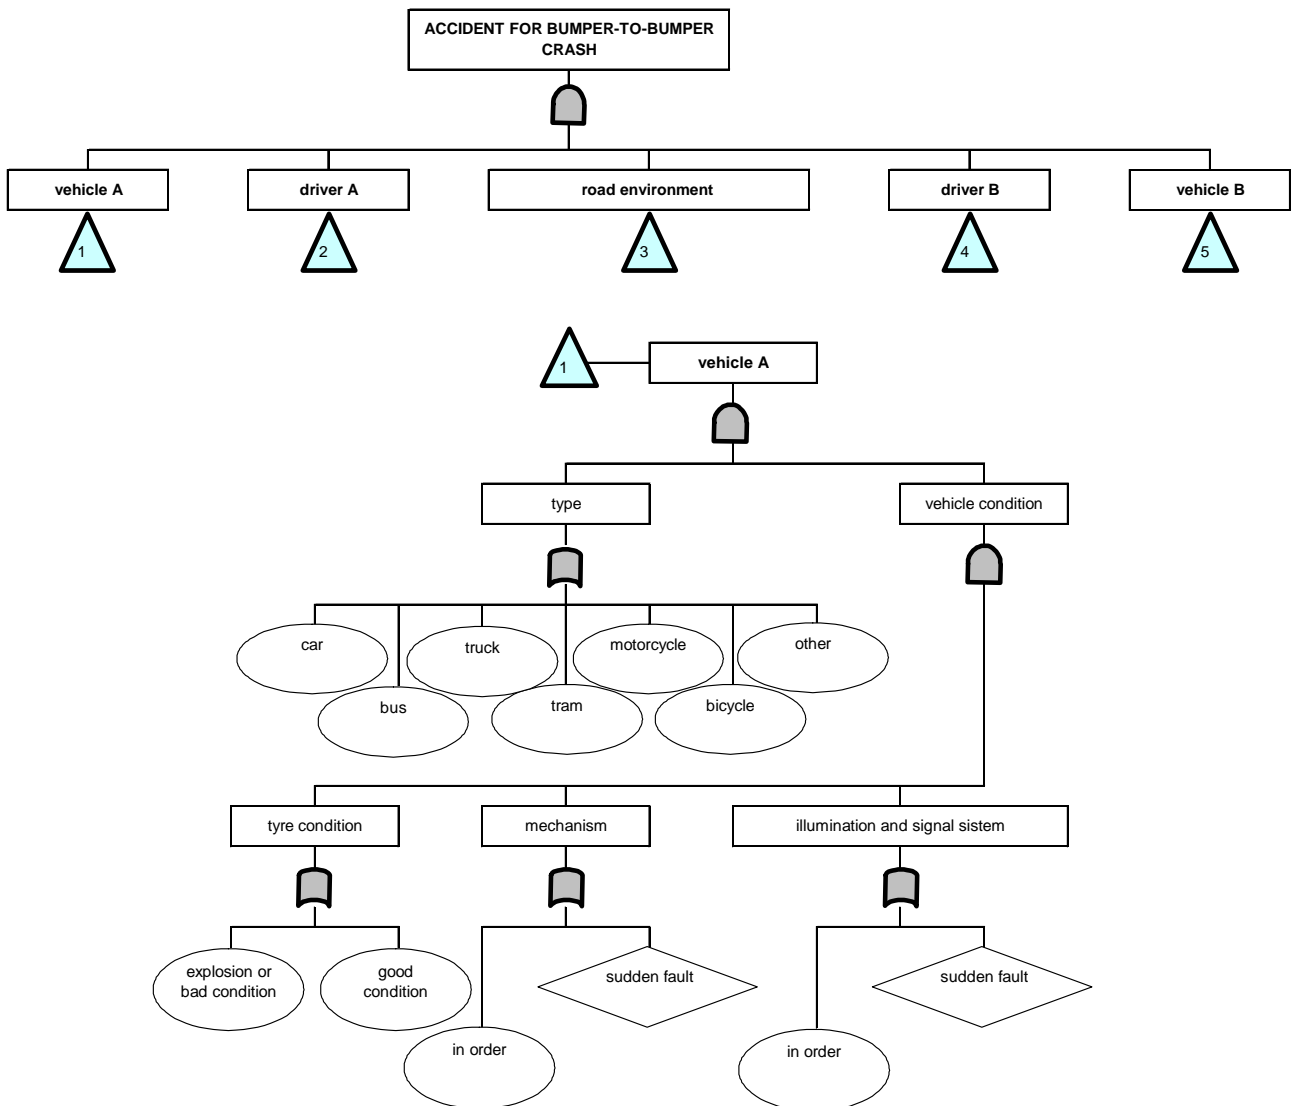 ACCIDENT FOR BUMPER-TO-BUMPER
CRASH
vehicle A
driver A
road environment
driver B
vehicle B
1
2
3
4
5
1
vehicle A
type
vehicle condition
car
truck
motorcycle
other
bus
tram
bicycle
tyre condition
mechanism
illumination and signal sistem
explosion or
bad condition
good
condition
sudden fault
sudden fault
in order
in order